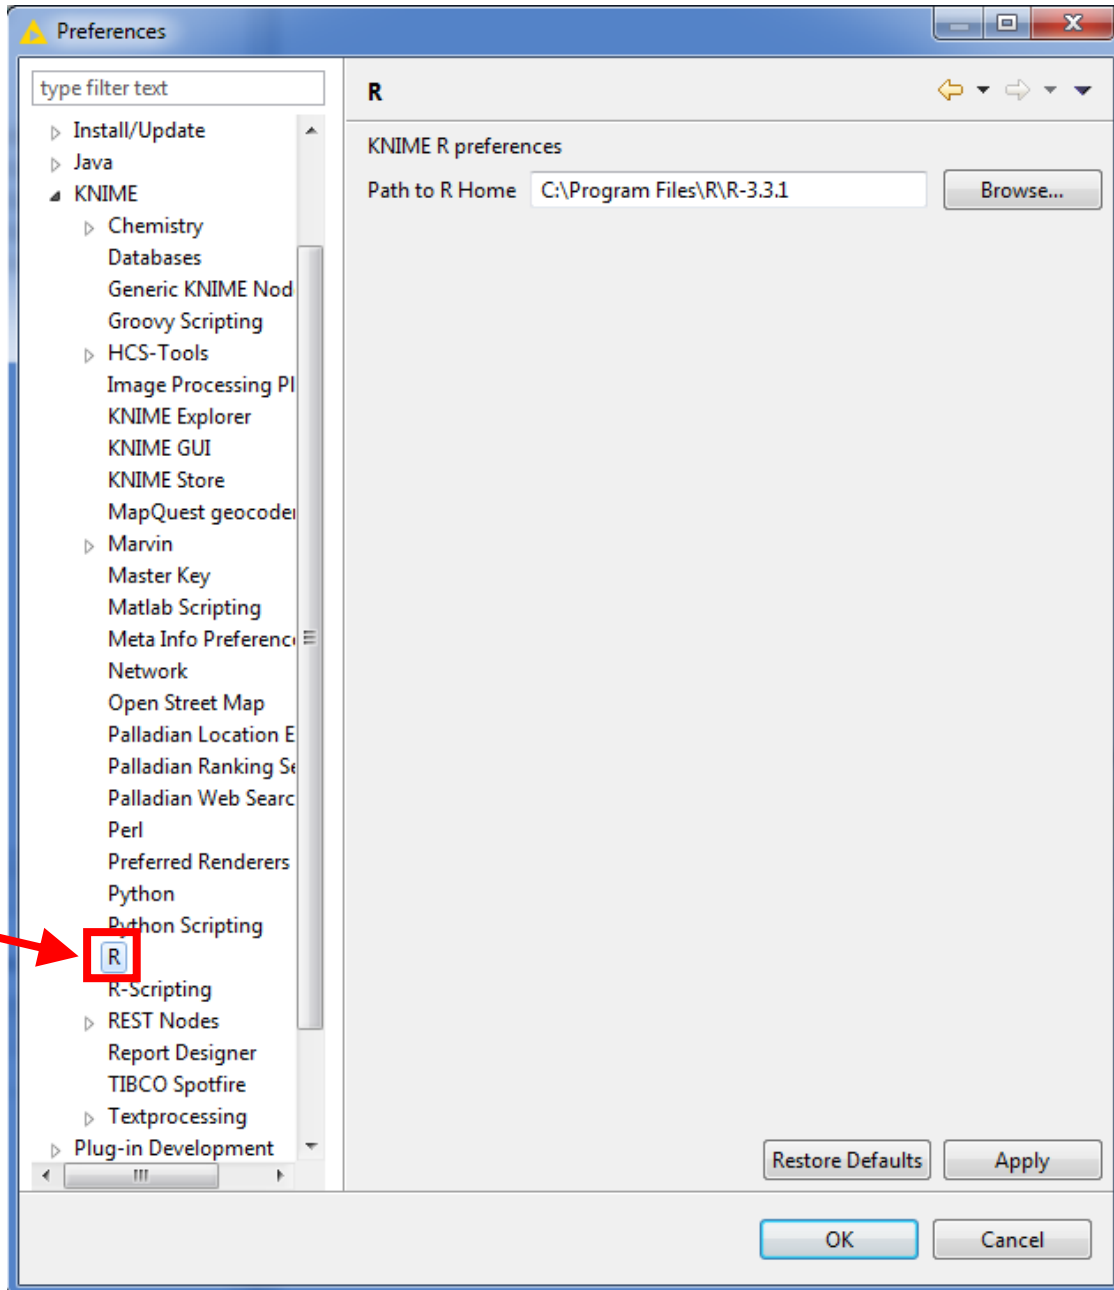 Preferences
type filter text
Install/Update
Java
KNIME
Chemistry
Databases
Generic KNIME Nod
Groovy Scripting
HCS-Tools
Image Processing Pl
KNIME Explorer
KNIME GUI
KNIME Store
MapQuest geocoder
Marvin
Master Key
Matlab Scripting
Meta Info Preference
Network
Open Street Map
Palladian Location E
Palladian Ranking Se
Palladian Web Searc
Perl
Preferred Renderers
Python
Python Scripting
R
R-Scripting
REST Nodes
Report Designer
TIBCO Spotfire
Textprocessing
Plug-in Development
R
KNIME R preferences
Path to R Home C:\Program Files\R\R-3.3.1 Browse...
Restore Defaults Apply
OK Cancel